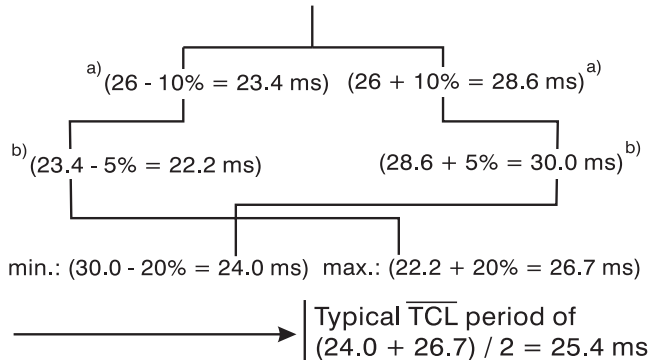 a) (26 - 10% = 23.4 ms) (26 + 10% = 28.6 ms) a)
b) (23.4 - 5% = 22.2 ms) (28.6 + 5% = 30.0 ms) b)
min.: (30.0 - 20% = 24.0 ms) max.: (22.2 + 20% = 26.7 ms)
Typical T̅C̅L̅ period of
(24.0 + 26.7) / 2 = 25.4 ms